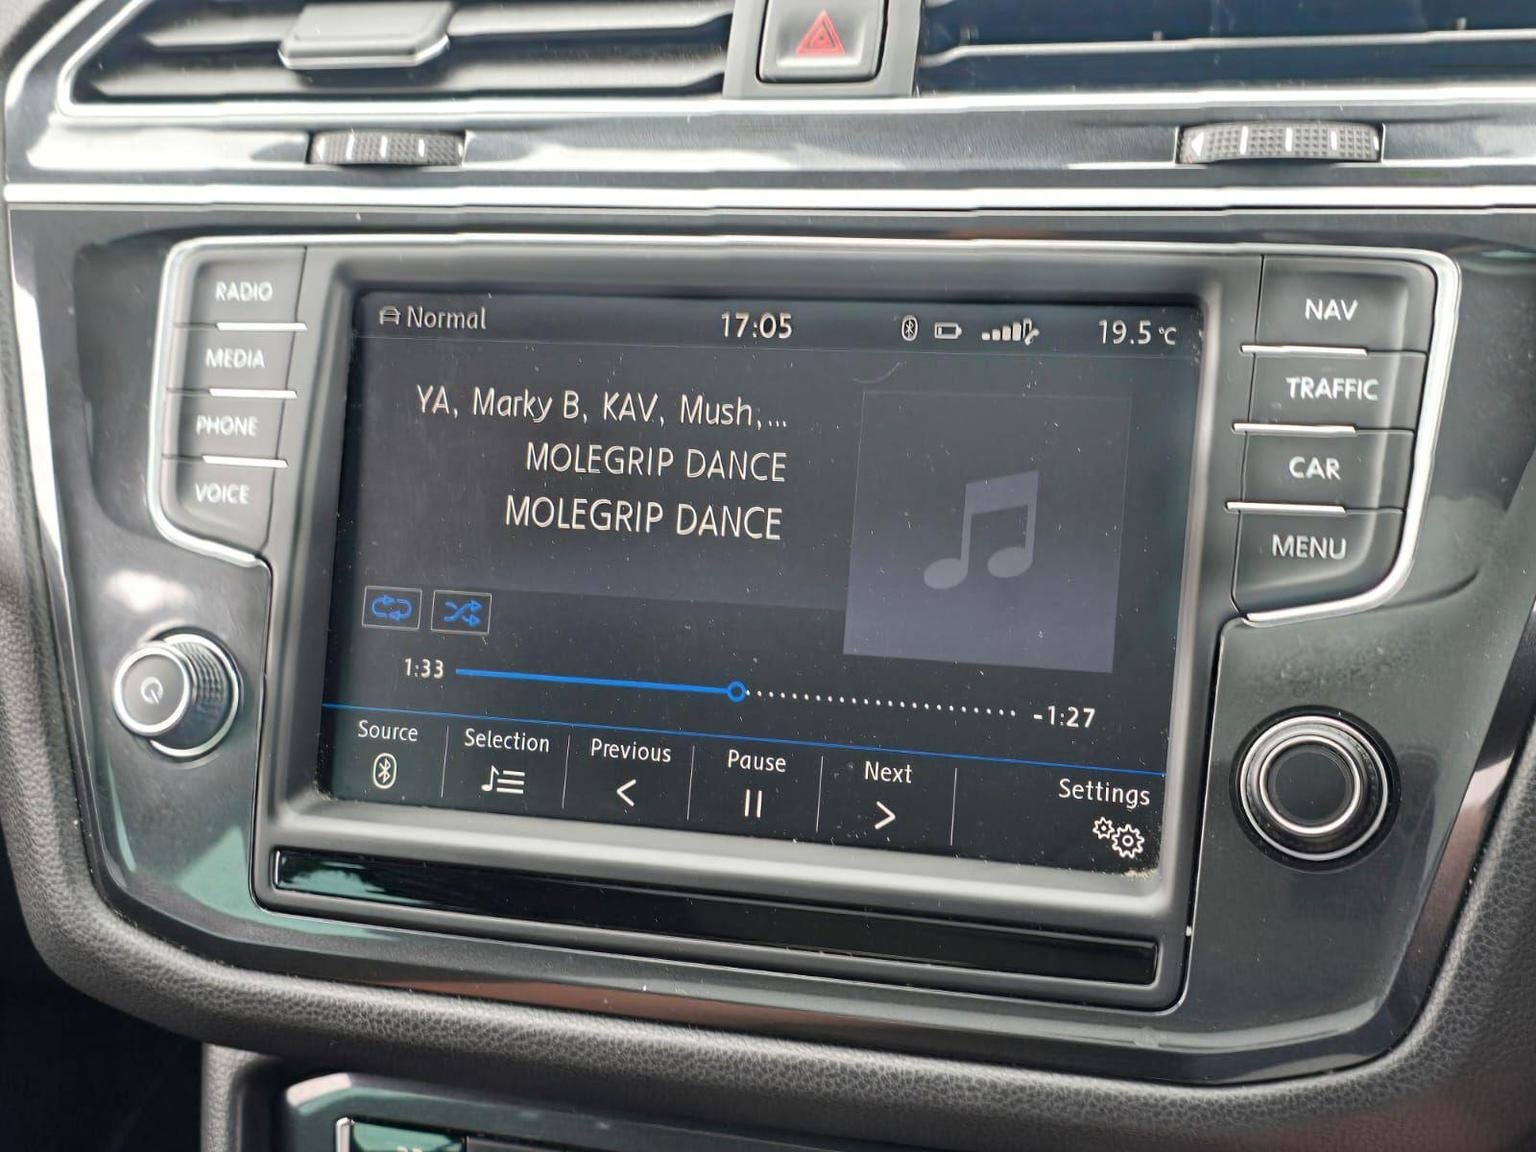 RADIO
MEDIA
PHONE
VOICE
Normal
17:05
19.5 °C
YA, Marky B, KAV, Mush,...
MOLEGRIP DANCE
MOLEGRIP DANCE
1:33
-1:27
Source
Selection
Previous
Pause
Next
Settings
NAV
TRAFFIC
CAR
MENU